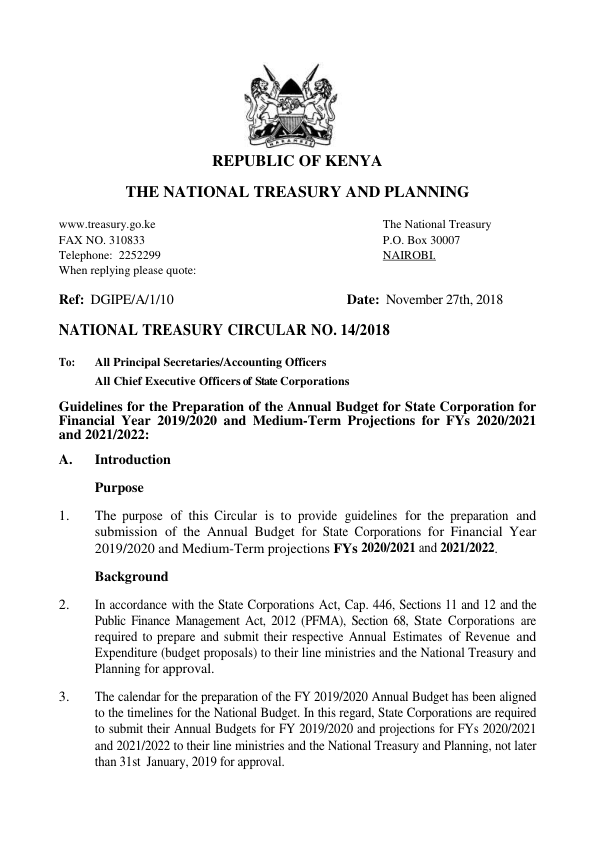 REPUBLIC OF KENYA
THE NATIONAL TREASURY AND PLANNING
www.treasury.go.ke The National Treasury
FAX NO. 310833 P.O. Box 30007
Telephone: 2252299 NAIROBI.
When replying please quote:
Ref: DGIPE/A/1/10 Date: November 27th, 2018
NATIONAL TREASURY CIRCULAR NO. 14/2018
To: All Principal Secretaries/Accounting Officers
All Chief Executive Officers of State Corporations
Guidelines for the Preparation of the Annual Budget for State Corporation for
Financial Year 2019/2020 and Medium-Term Projections for FYs 2020/2021
and 2021/2022:
A. Introduction
Purpose
1. The purpose of this Circular is to provide guidelines for the preparation and
submission of the Annual Budget for State Corporations for Financial Year
2019/2020 and Medium-Term projections FYs 2020/2021 and 2021/2022.
Background
2. In accordance with the State Corporations Act, Cap. 446, Sections 11 and 12 and the
Public Finance Management Act, 2012 (PFMA), Section 68, State Corporations are
required to prepare and submit their respective Annual Estimates of Revenue and
Expenditure (budget proposals) to their line ministries and the National Treasury and
Planning for approval.
3. The calendar for the preparation of the FY 2019/2020 Annual Budget has been aligned
to the timelines for the National Budget. In this regard, State Corporations are required
to submit their Annual Budgets for FY 2019/2020 and projections for FYs 2020/2021
and 2021/2022 to their line ministries and the National Treasury and Planning, not later
than 31st January, 2019 for approval.